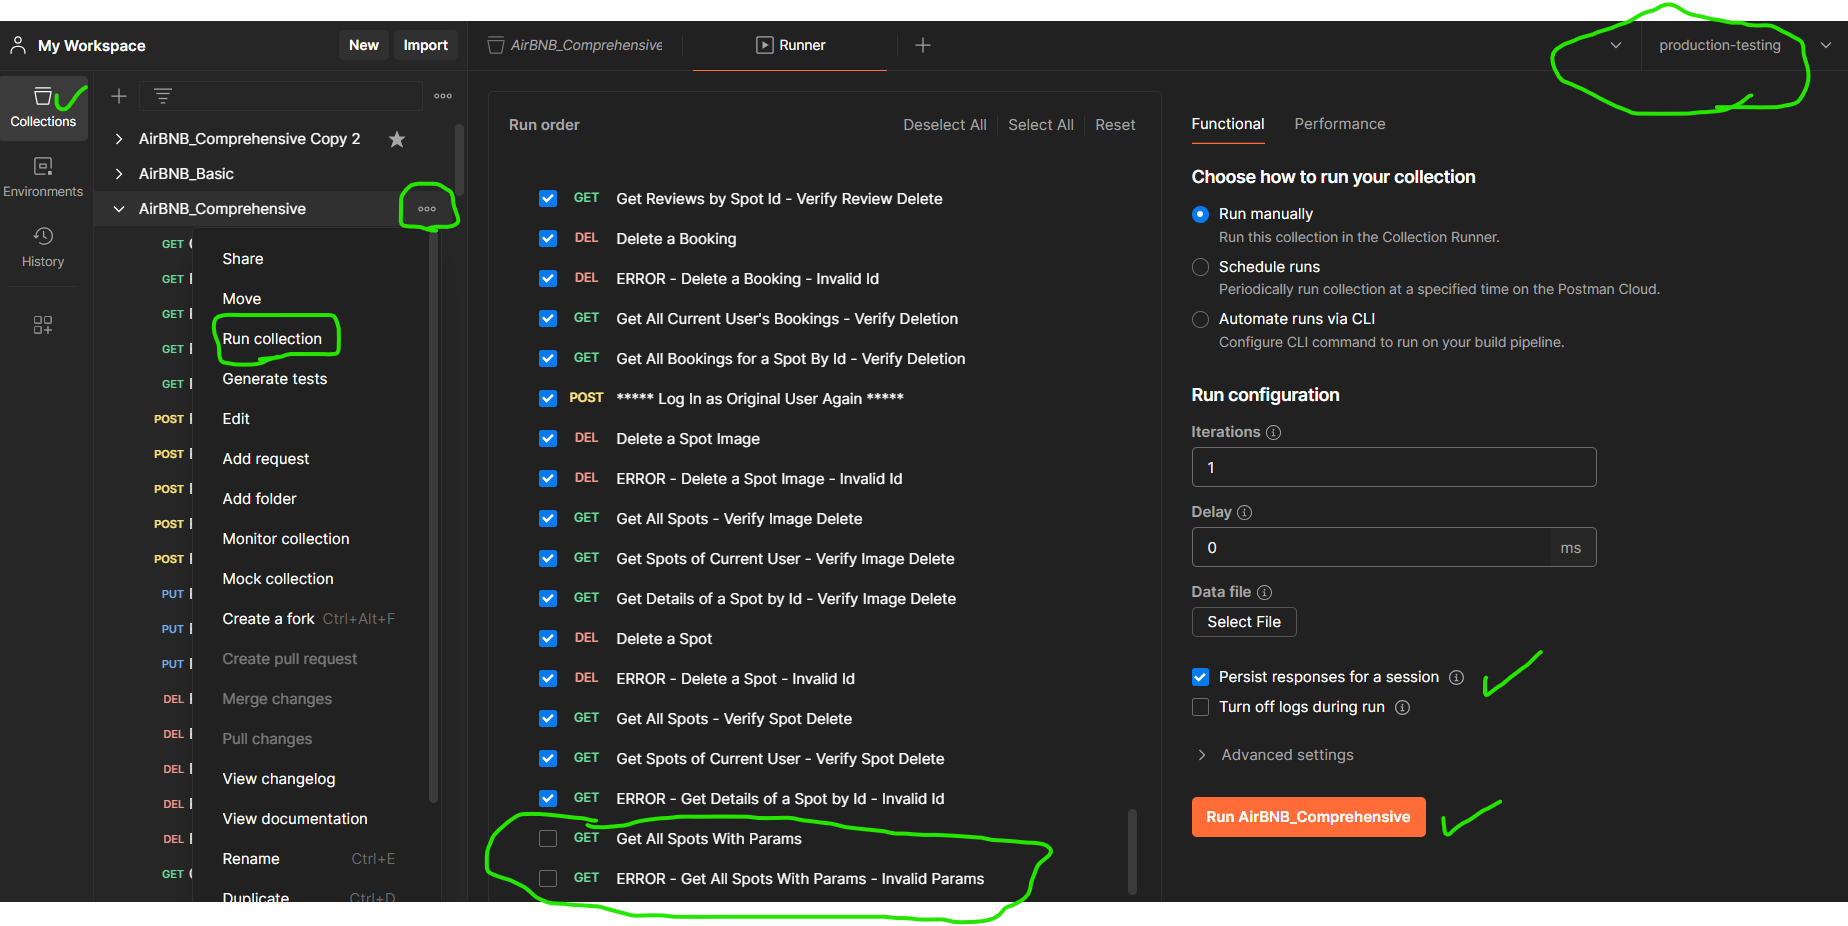 My Workspace
New
Import
AirBNB_Comprehensive
Runner
production-testing
Collections
Environments
History
AirBNB_Comprehensive Copy 2
AirBNB_Basic
AirBNB_Comprehensive
GET
GET
GET
GET
GET
POST
POST
POST
POST
POST
PUT
PUT
PUT
DEL
DEL
DEL
DEL
DEL
GET
Share
Move
Run collection
Generate tests
Edit
Add request
Add folder
Monitor collection
Mock collection
Create a fork Ctrl+Alt+F
Create pull request
Merge changes
Pull changes
View changelog
View documentation
Rename Ctrl+E
Duplicate Ctrl+D
Run order
Deselect All
Select All
Reset
GET Get Reviews by Spot Id - Verify Review Delete
DEL Delete a Booking
DEL ERROR - Delete a Booking - Invalid Id
GET Get All Current User's Bookings - Verify Deletion
GET Get All Bookings for a Spot By Id - Verify Deletion
POST ***** Log In as Original User Again *****
DEL Delete a Spot Image
DEL ERROR - Delete a Spot Image - Invalid Id
GET Get All Spots - Verify Image Delete
GET Get Spots of Current User - Verify Image Delete
GET Get Details of a Spot by Id - Verify Image Delete
DEL Delete a Spot
DEL ERROR - Delete a Spot - Invalid Id
GET Get All Spots - Verify Spot Delete
GET Get Spots of Current User - Verify Spot Delete
GET ERROR - Get Details of a Spot by Id - Invalid Id
GET Get All Spots With Params
GET ERROR - Get All Spots With Params - Invalid Params
Functional
Performance
Choose how to run your collection
Run manually
Run this collection in the Collection Runner.
Schedule runs
Periodically run collection at a specified time on the Postman Cloud.
Automate runs via CLI
Configure CLI command to run on your build pipeline.
Run configuration
Iterations
1
Delay
0 ms
Data file
Select File
Persist responses for a session
Turn off logs during run
Advanced settings
Run AirBNB_Comprehensive